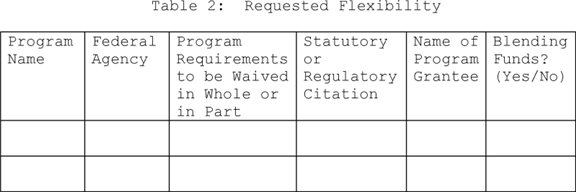 Table 2:  Requested Flexibility
Program Name
Federal Agency
Program Requirements to be Waived in Whole or in Part
Statutory or Regulatory Citation
Name of Program Grantee
Blending Funds? (Yes/No)